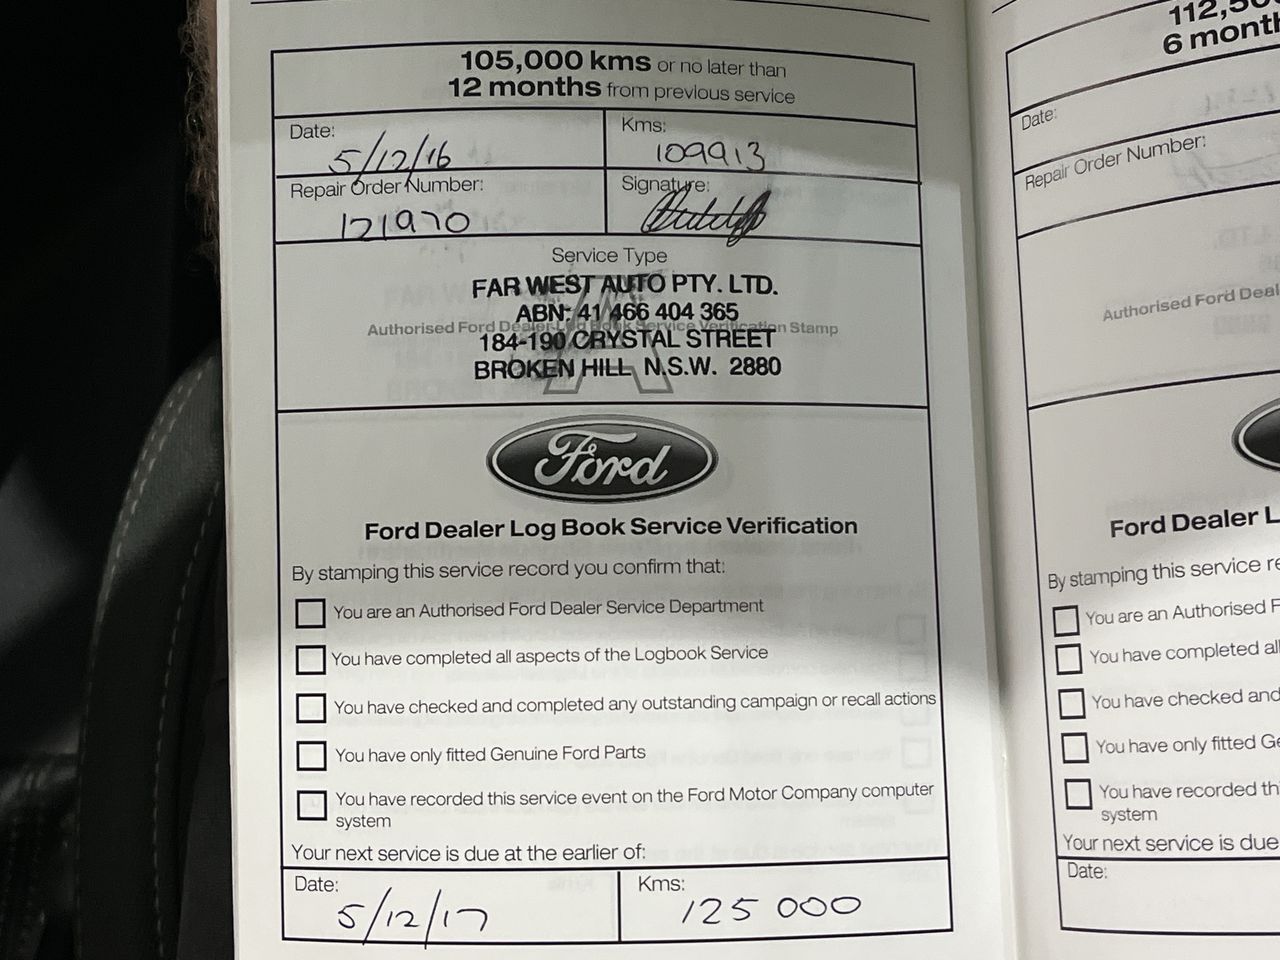 105,000 kms or no later than
12 months from previous service
Date:
5/12/16
Kms:
109913
Repair Order Number:
121970
Signature:
Service Type
FAR WEST AUTO PTY. LTD.
ABN: 41 466 404 365
Authorised Ford Dealer Log Book Service Verification Stamp
184-190 CRYSTAL STREET
BROKEN HILL N.S.W. 2880
Ford
Ford Dealer Log Book Service Verification
By stamping this service record you confirm that:
You are an Authorised Ford Dealer Service Department
You have completed all aspects of the Logbook Service
You have checked and completed any outstanding campaign or recall actions
You have only fitted Genuine Ford Parts
You have recorded this service event on the Ford Motor Company computer
system
Your next service is due at the earlier of:
Date:
5/12/17
Kms:
125 000
112,50
6 month
Date:
Repair Order Number:
Authorised Ford Deal
Ford Dealer L
By stamping this service re
You are an Authorised F
You have completed all
You have checked and
You have only fitted Ge
You have recorded th
system
Your next service is due
Date: